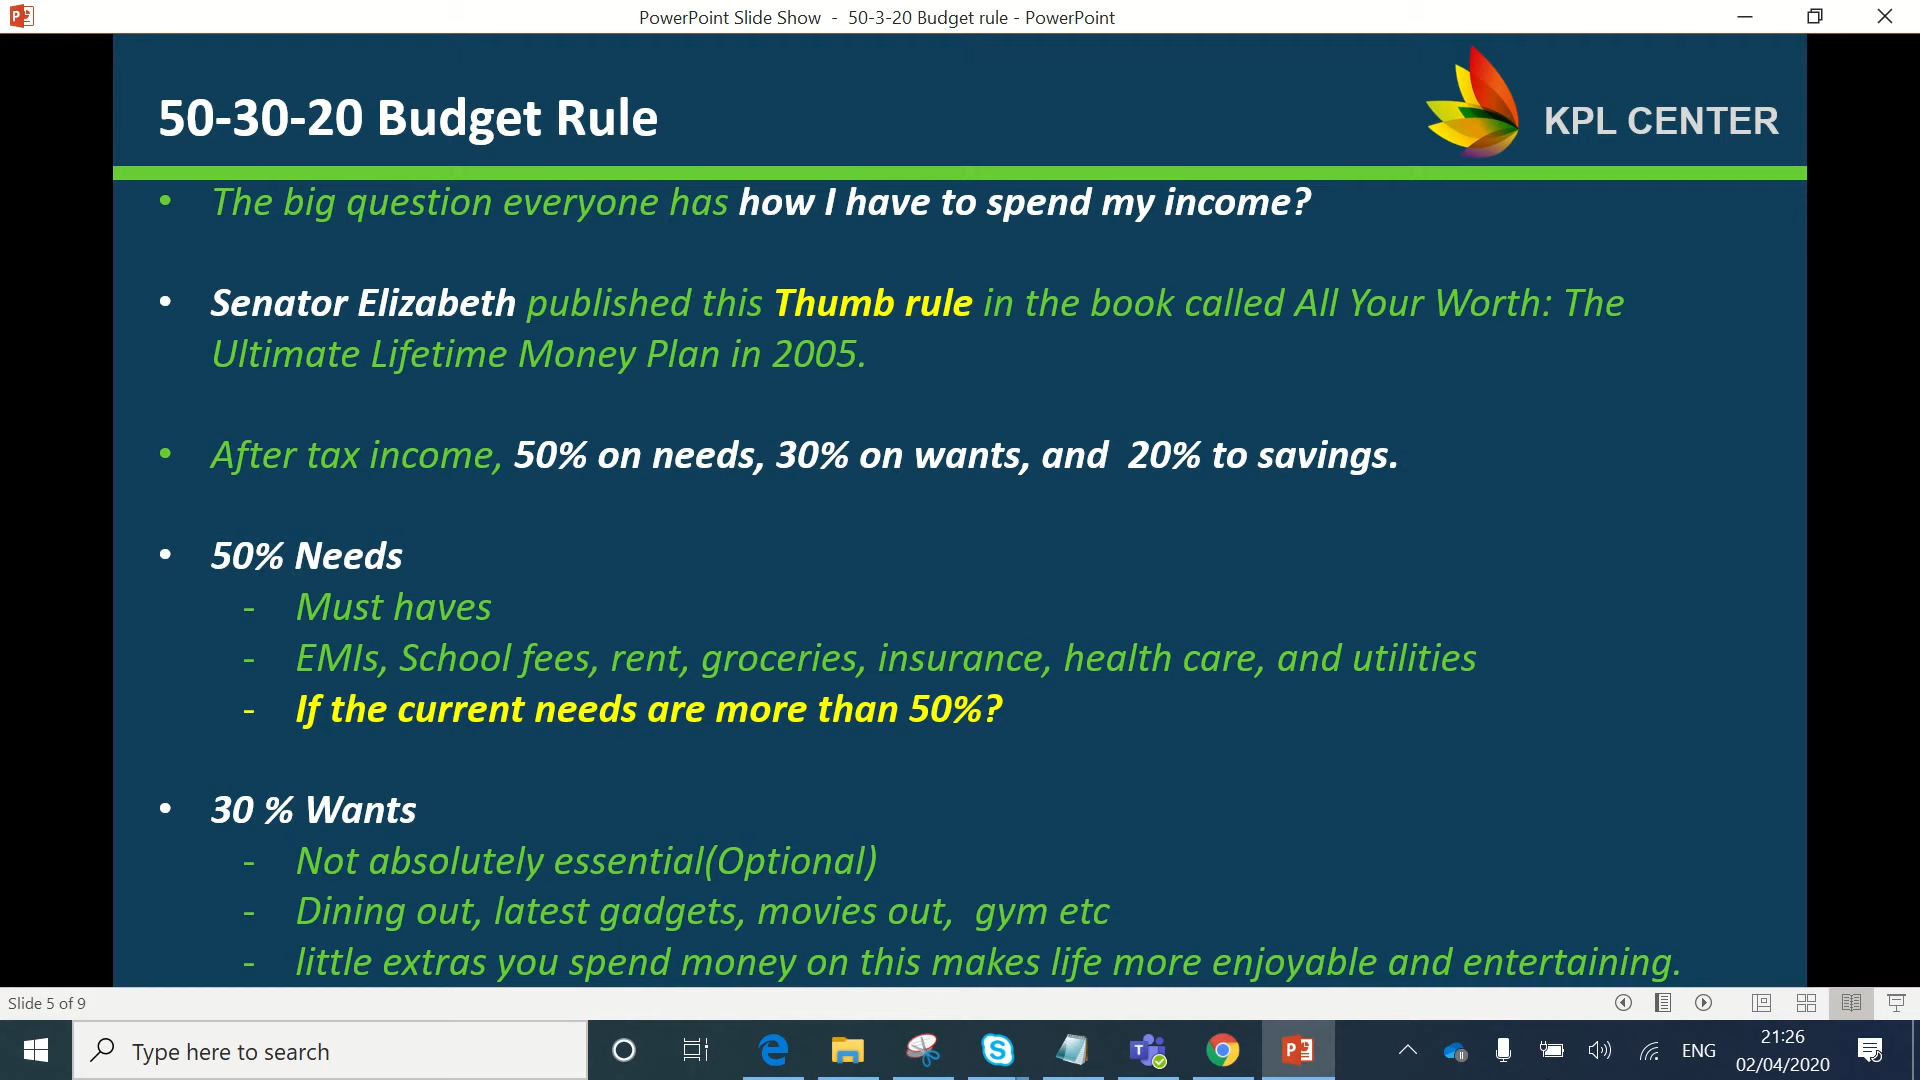 PowerPoint Slide Show - 50-3-20 Budget rule - PowerPoint
50-30-20 Budget Rule
KPL CENTER
• The big question everyone has how I have to spend my income?
• Senator Elizabeth published this Thumb rule in the book called All Your Worth: The
Ultimate Lifetime Money Plan in 2005.
• After tax income, 50% on needs, 30% on wants, and 20% to savings.
• 50% Needs
- Must haves
- EMIs, School fees, rent, groceries, insurance, health care, and utilities
- If the current needs are more than 50%?
• 30 % Wants
- Not absolutely essential(Optional)
- Dining out, latest gadgets, movies out, gym etc
- little extras you spend money on this makes life more enjoyable and entertaining.
Slide 5 of 9
Type here to search
ENG
21:26
02/04/2020